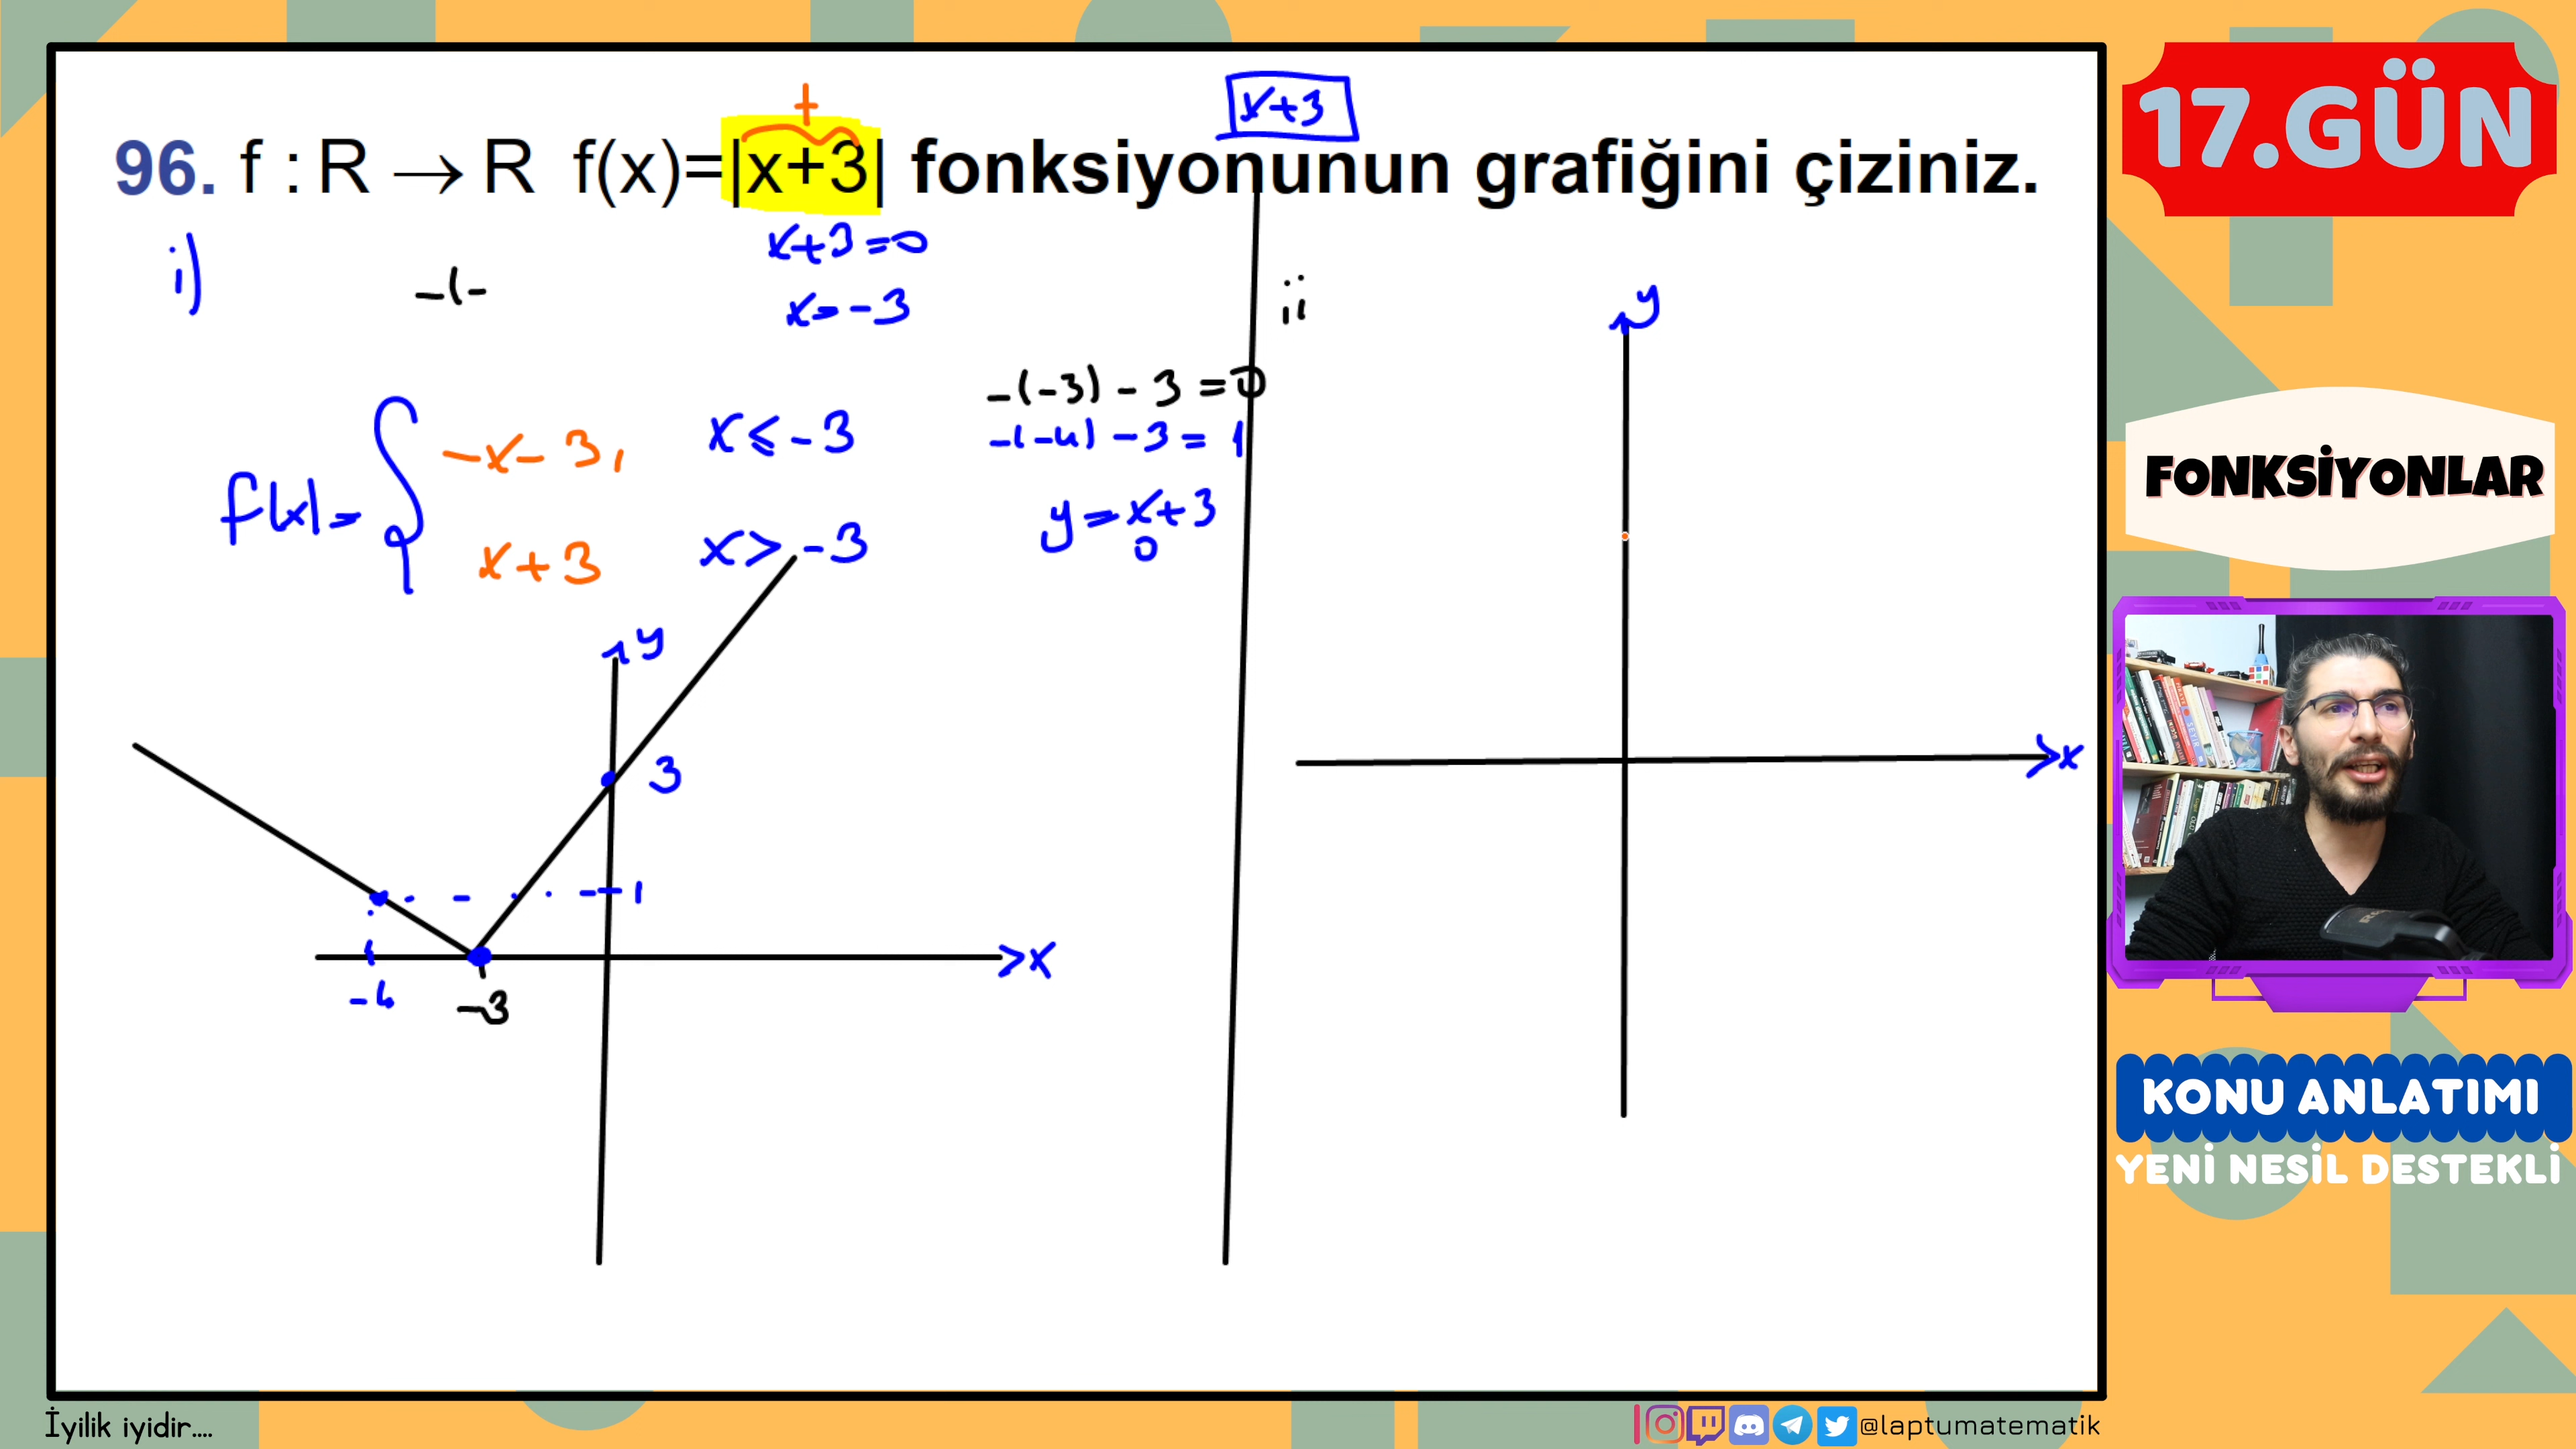 x+3
+
96. f : R → R f(x)=|x+3| fonksiyonunun grafiğini çiziniz.
x+3=0
x=-3
i)
-(-
f(x)=
-x-3, x≤-3
x+3 x>-3
-(-3)-3=0
-(-4)-3=1
y=x+3
0
y
3
1
x
-4
-3
ii
y
x
17.GÜN
FONKSİYONLAR
KONU ANLATIMI
YENİ NESİL DESTEKLİ
İyilik iyidir....
@laptumatematik